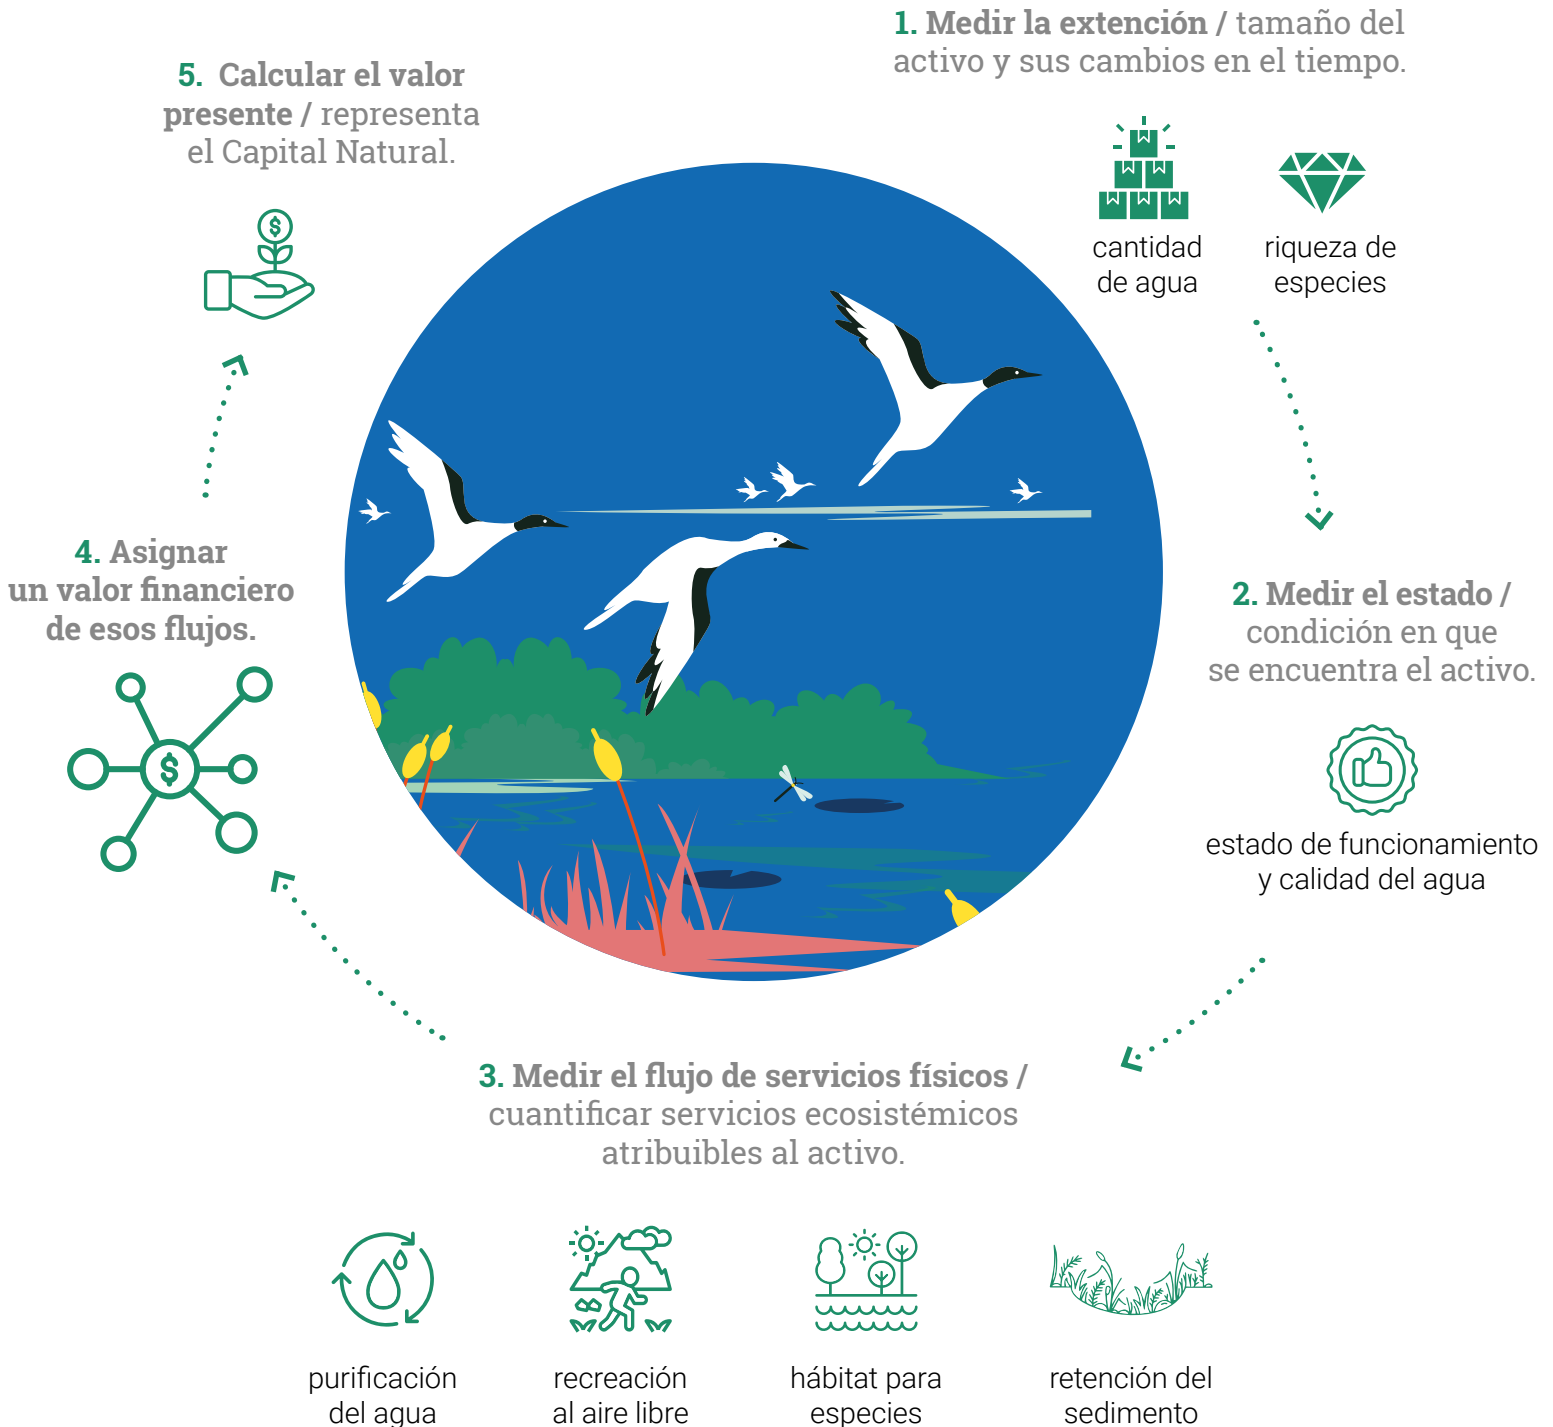 1. Medir la extención / tamaño del
activo y sus cambios en el tiempo.
cantidad
de agua
riqueza de
especies
2. Medir el estado /
condición en que
se encuentra el activo.
estado de funcionamiento
y calidad del agua
3. Medir el flujo de servicios físicos /
cuantificar servicios ecosistémicos
atribuibles al activo.
purificación
del agua
recreación
al aire libre
hábitat para
especies
retención del
sedimento
4. Asignar
un valor financiero
de esos flujos.
$
5. Calcular el valor
presente / representa
el Capital Natural.
$